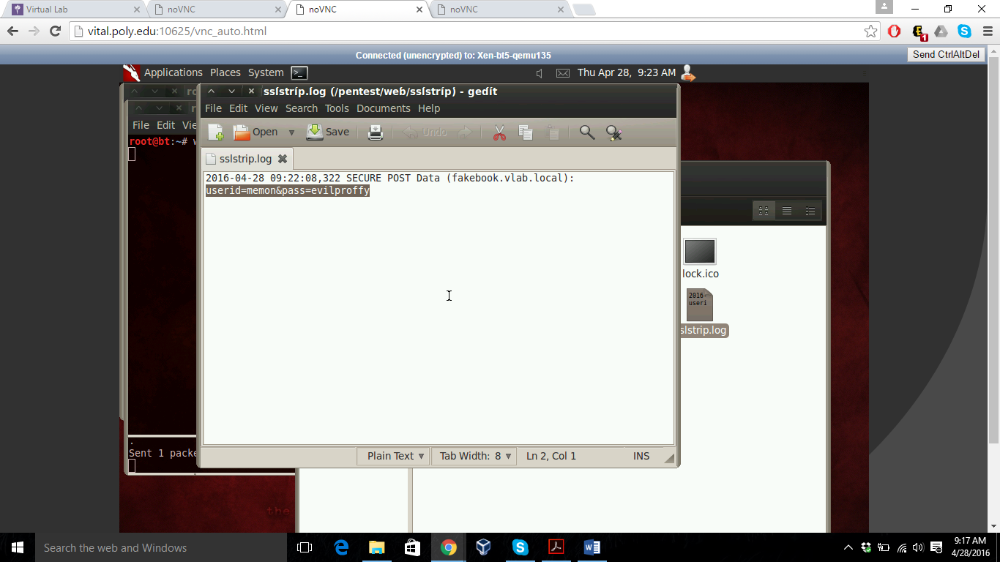 Virtual Lab
noVNC
noVNC
noVNC
vital.poly.edu:10625/vnc_auto.html
1
Connected (unencrypted) to: Xen-bt5-qemu135
Send CtrlAltDel
Applications Places System
Thu Apr 28, 9:23 AM
sslstrip.log (/pentest/web/sslstrip) - gedit
File Edit View Search Tools Documents Help
Open
Save
Undo
sslstrip.log
2016-04-28 09:22:08,322 SECURE POST Data (fakebook.vlab.local):
userid=memon&pass=evilproffy
Plain Text
Tab Width: 8
Ln 2, Col 1
INS
File Edit
root@bt:~#
Sent 1
lock.ico
2016-
useri
slstrip.log
the
Search the web and Windows
9:17 AM
4/28/2016